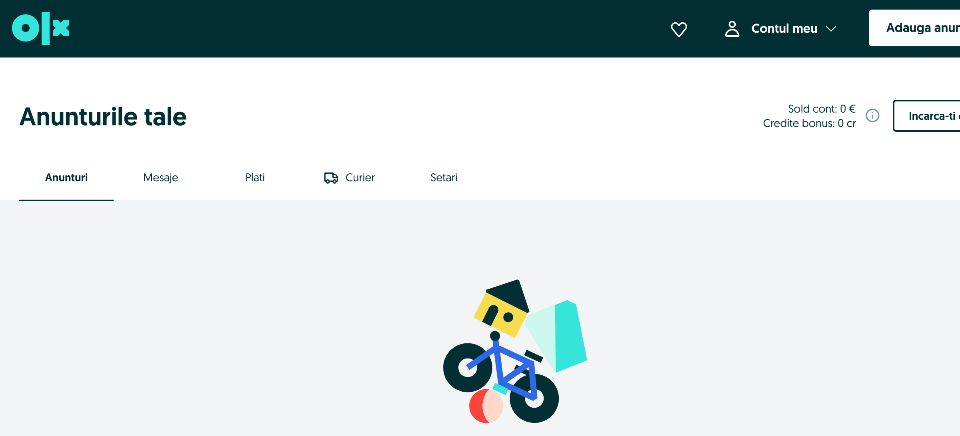 olx
Contul meu
Adauga anun
Anunturile tale
Sold cont: 0 €
Credite bonus: 0 cr
Incarca-ti
Anunturi
Mesaje
Plati
Curier
Setari